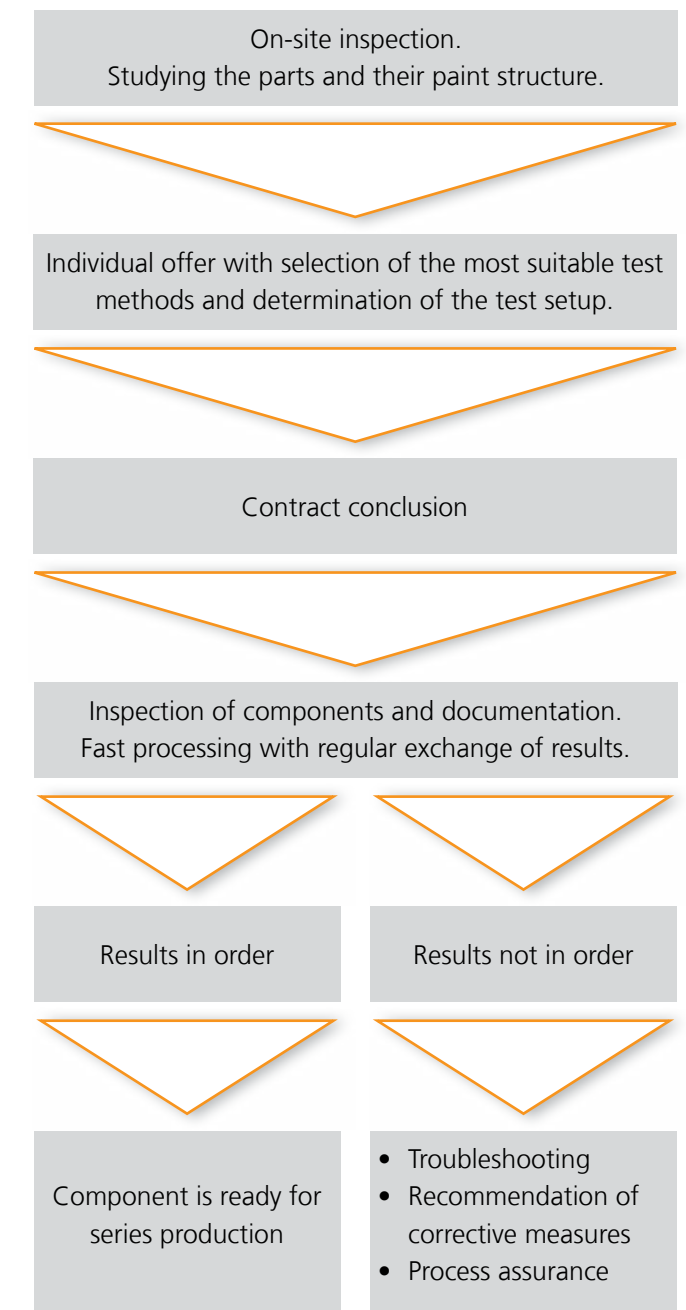 On-site inspection.
Studying the parts and their paint structure.
Individual offer with selection of the most suitable test
methods and determination of the test setup.
Contract conclusion
Inspection of components and documentation.
Fast processing with regular exchange of results.
Results in order
Results not in order
Component is ready for
series production
• Troubleshooting
• Recommendation of
corrective measures
• Process assurance